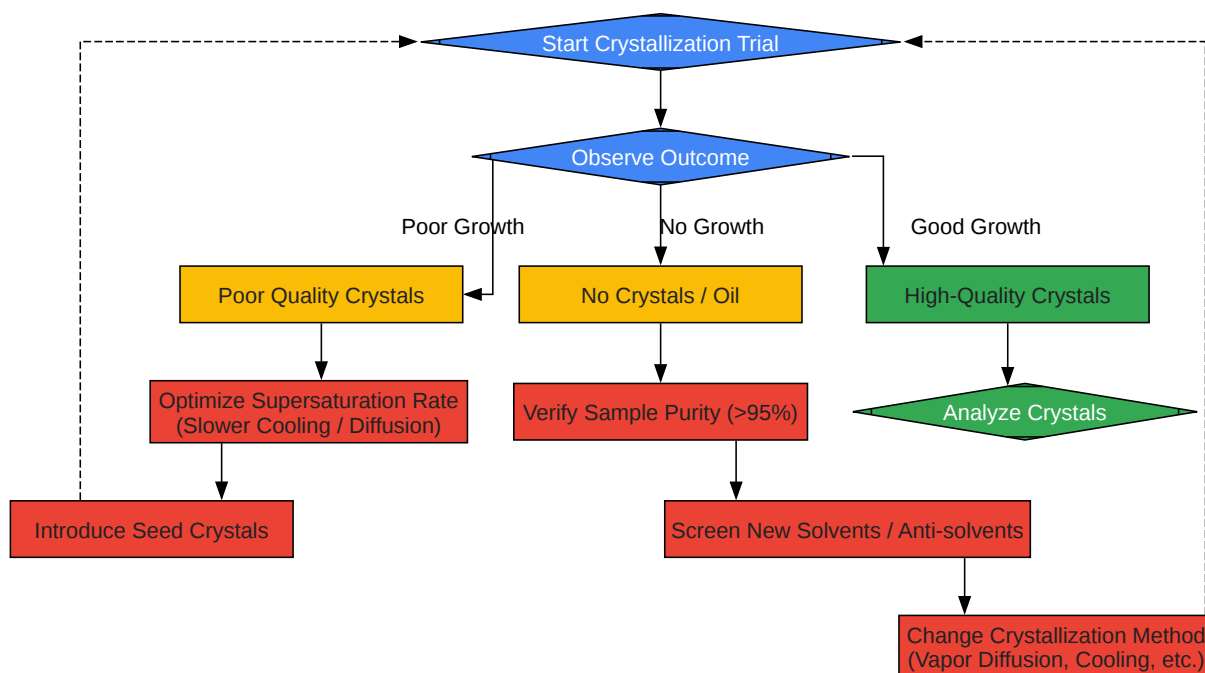 Start Crystallization Trial
Observe Outcome
Poor Growth
No Growth
Good Growth
Poor Quality Crystals
No Crystals / Oil
High-Quality Crystals
Optimize Supersaturation Rate
(Slower Cooling / Diffusion)
Verify Sample Purity (>95%)
Analyze Crystals
Introduce Seed Crystals
Screen New Solvents / Anti-solvents
Change Crystallization Method
(Vapor Diffusion, Cooling, etc.)